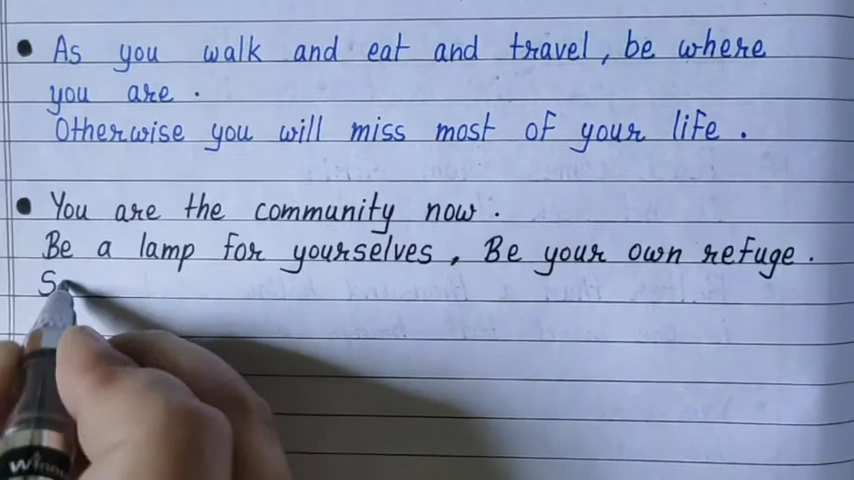 As you walk and eat and travel, be where
you are.
Otherwise you will miss most of your life.
You are the community now.
Be a lamp for yourselves, Be your own refuge.
S